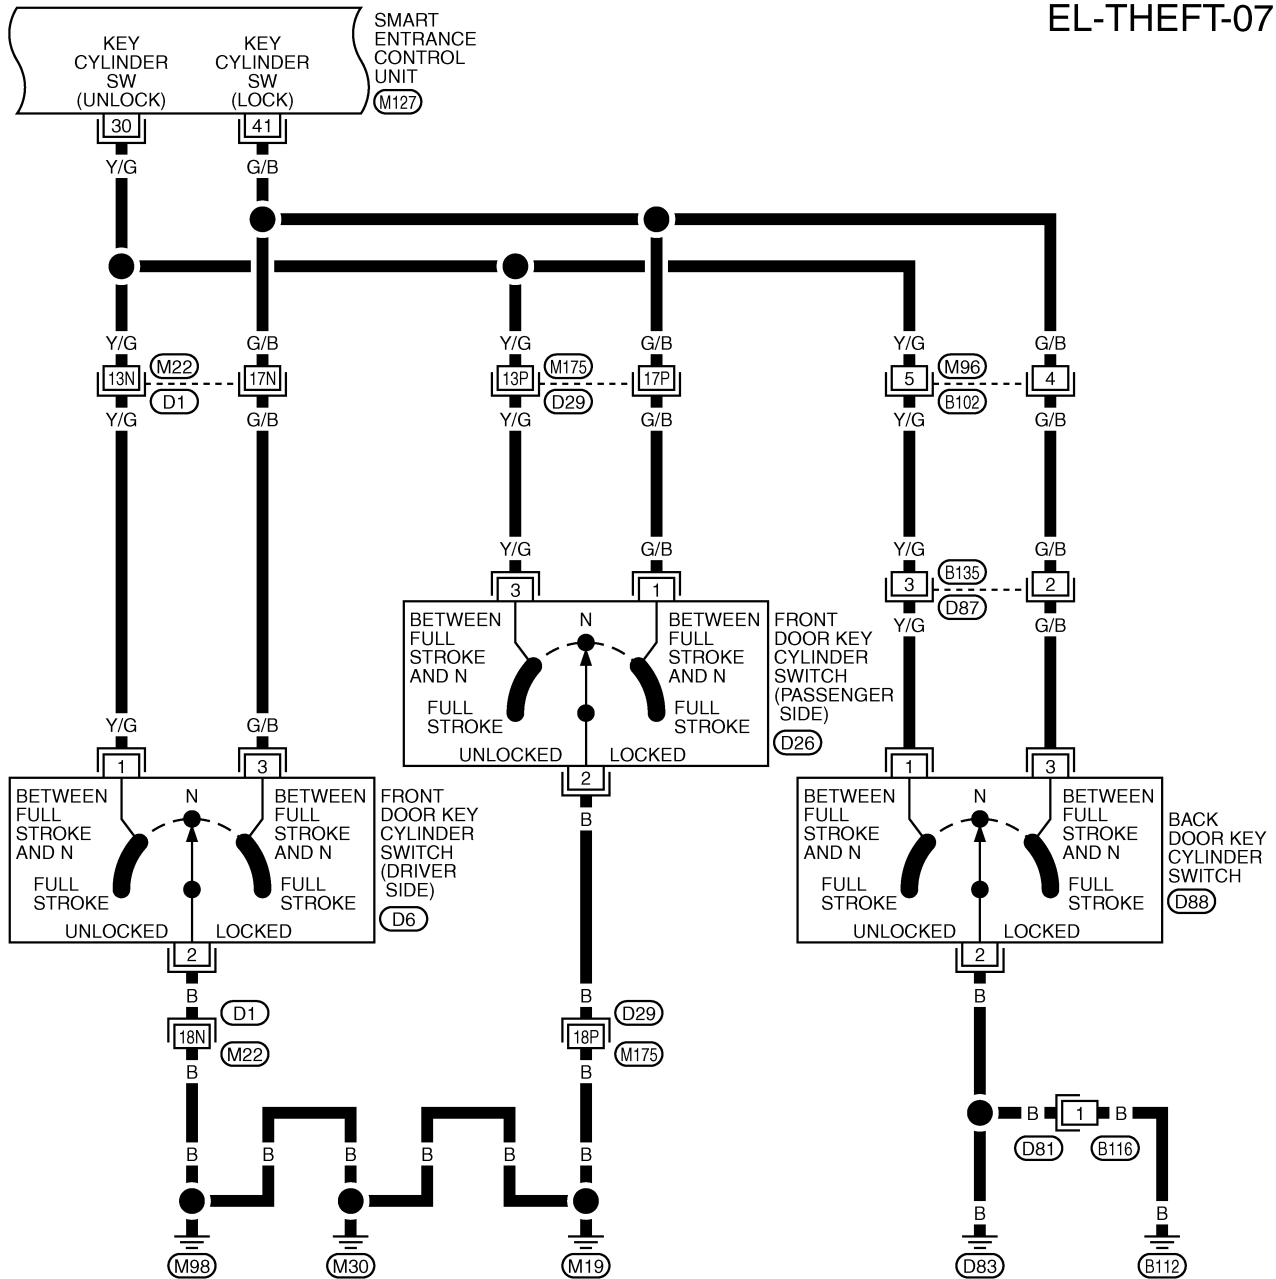 EL-THEFT-07
SMART
ENTRANCE
CONTROL
UNIT
M127
KEY
CYLINDER
SW
(UNLOCK)
KEY
CYLINDER
SW
(LOCK)
30
41
Y/G
G/B
Y/G
G/B
Y/G
G/B
Y/G
G/B
13N
M22
D1
17N
13P
M175
D29
17P
5
M96
B102
4
Y/G
G/B
Y/G
G/B
Y/G
G/B
Y/G
G/B
Y/G
G/B
3
1
3
B135
D87
2
Y/G
G/B
BETWEEN
FULL
STROKE
AND N
N
BETWEEN
FULL
STROKE
AND N
FULL
STROKE
FULL
STROKE
UNLOCKED
LOCKED
FRONT
DOOR KEY
CYLINDER
SWITCH
(PASSENGER
SIDE)
D26
2
B
Y/G
G/B
1
3
BETWEEN
FULL
STROKE
AND N
N
BETWEEN
FULL
STROKE
AND N
FULL
STROKE
FULL
STROKE
UNLOCKED
LOCKED
FRONT
DOOR KEY
CYLINDER
SWITCH
(DRIVER
SIDE)
D6
2
B
1
3
BETWEEN
FULL
STROKE
AND N
N
BETWEEN
FULL
STROKE
AND N
FULL
STROKE
FULL
STROKE
UNLOCKED
LOCKED
BACK
DOOR KEY
CYLINDER
SWITCH
D88
2
B
B
D1
18N
M22
B
D29
18P
M175
B
B
1
B
D81
B116
B
B
B
B
B
B
B
B
M98
M30
M19
D83
B112